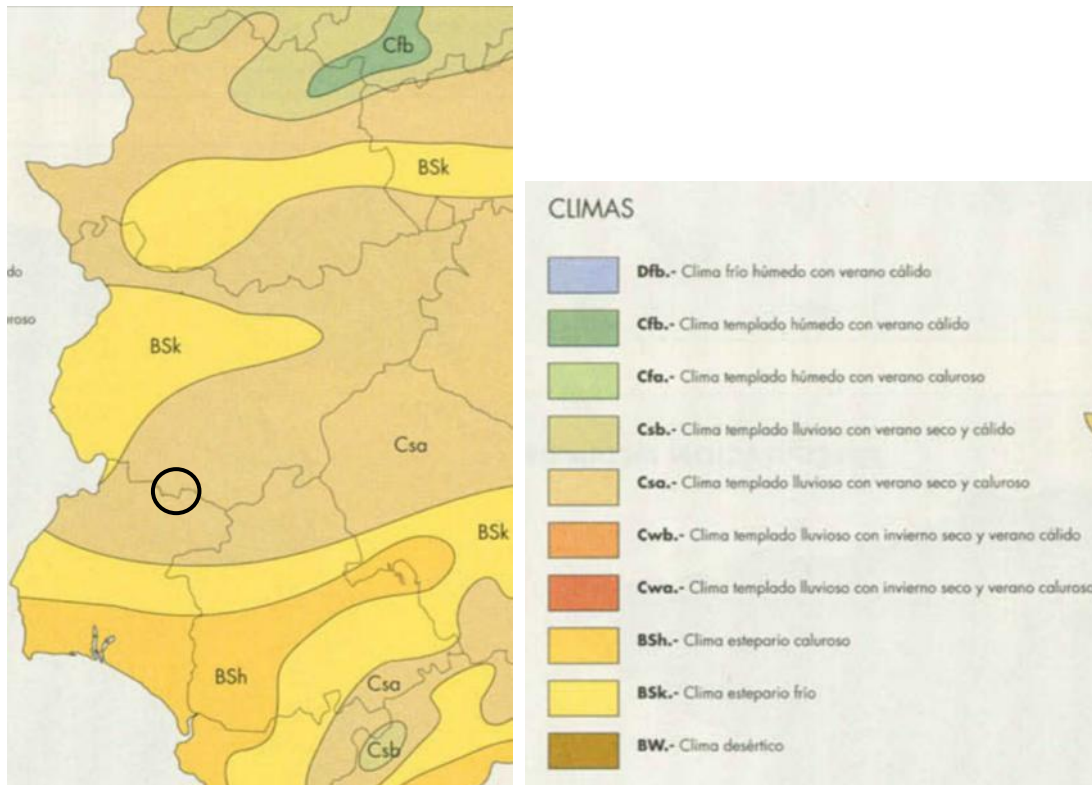 Cfb
BSk
do
uroso
BSk
Csa
BSk
BSh
Csa
Csb
CLIMAS
Dfb.- Clima frío húmedo con verano cálido
Cfb.- Clima templado húmedo con verano cálido
Cfa.- Clima templado húmedo con verano caluroso
Csb.- Clima templado lluvioso con verano seco y cálido
Csa.- Clima templado lluvioso con verano seco y caluroso
Cwb.- Clima templado lluvioso con invierno seco y verano cálido
Cwa.- Clima templado lluvioso con invierno seco y verano caluroso
BSh.- Clima estepario caluroso
BSk.- Clima estepario frío
BW.- Clima desértico